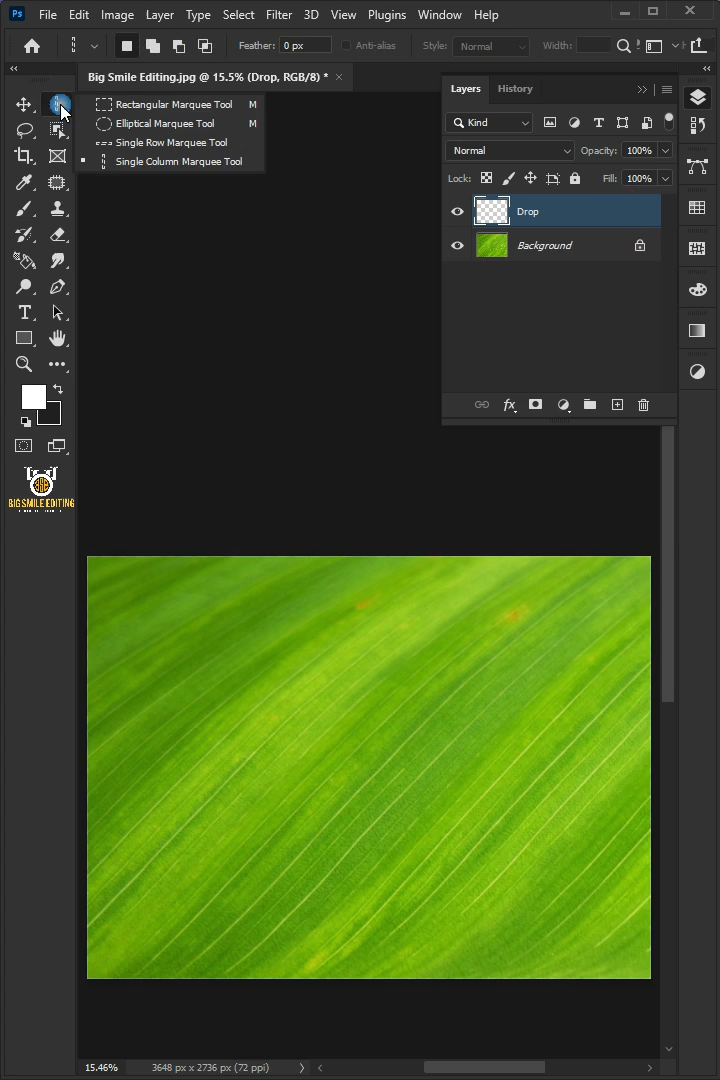 Ps File Edit Image Layer Type Select Filter 3D View Plugins Window Help
Feather: 0 px Anti-alias Style: Normal Width:
Big Smile Editing.jpg @ 15.5% (Drop, RGB/8) * ×
Rectangular Marquee Tool M
Elliptical Marquee Tool M
Single Row Marquee Tool
Single Column Marquee Tool
Layers History
Kind
Normal Opacity: 100%
Lock: Fill: 100%
Drop
Background
fx
BIG SMILE EDITING
15.46% 3648 px x 2736 px (72 ppi)